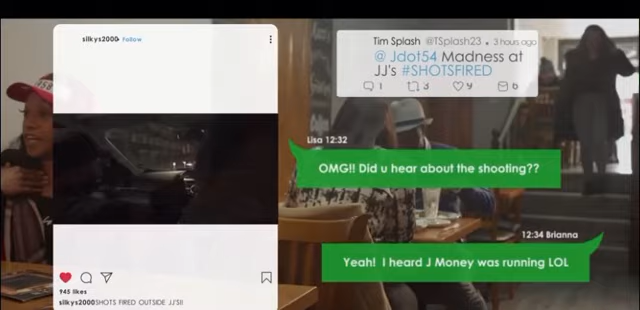 silkys2000• Follow
Tim Splash @TSplash23 • 3 hours ago
@ Jdot54 Madness at
JJ's #SHOTSFIRED
1 3 9 6
Lisa 12:32
OMG!! Did u hear about the shooting??
12:34 Brianna
Yeah! I heard J Money was running LOL
945 likes
silkys2000SHOTS FIRED OUTSIDE JJ'S!!